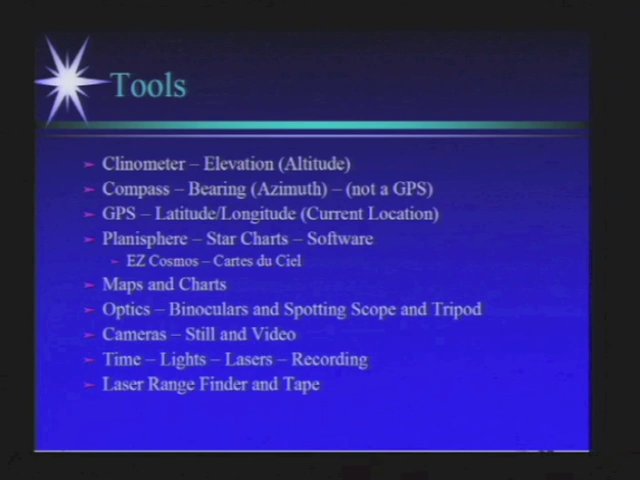 Tools
➢ Clinometer – Elevation (Altitude)
➢ Compass – Bearing (Azimuth) – (not a GPS)
➢ GPS – Latitude/Longitude (Current Location)
➢ Planisphere – Star Charts – Software
➢ EZ Cosmos – Cartes du Ciel
➢ Maps and Charts
➢ Optics – Binoculars and Spotting Scope and Tripod
➢ Cameras – Still and Video
➢ Time – Lights – Lasers – Recording
➢ Laser Range Finder and Tape